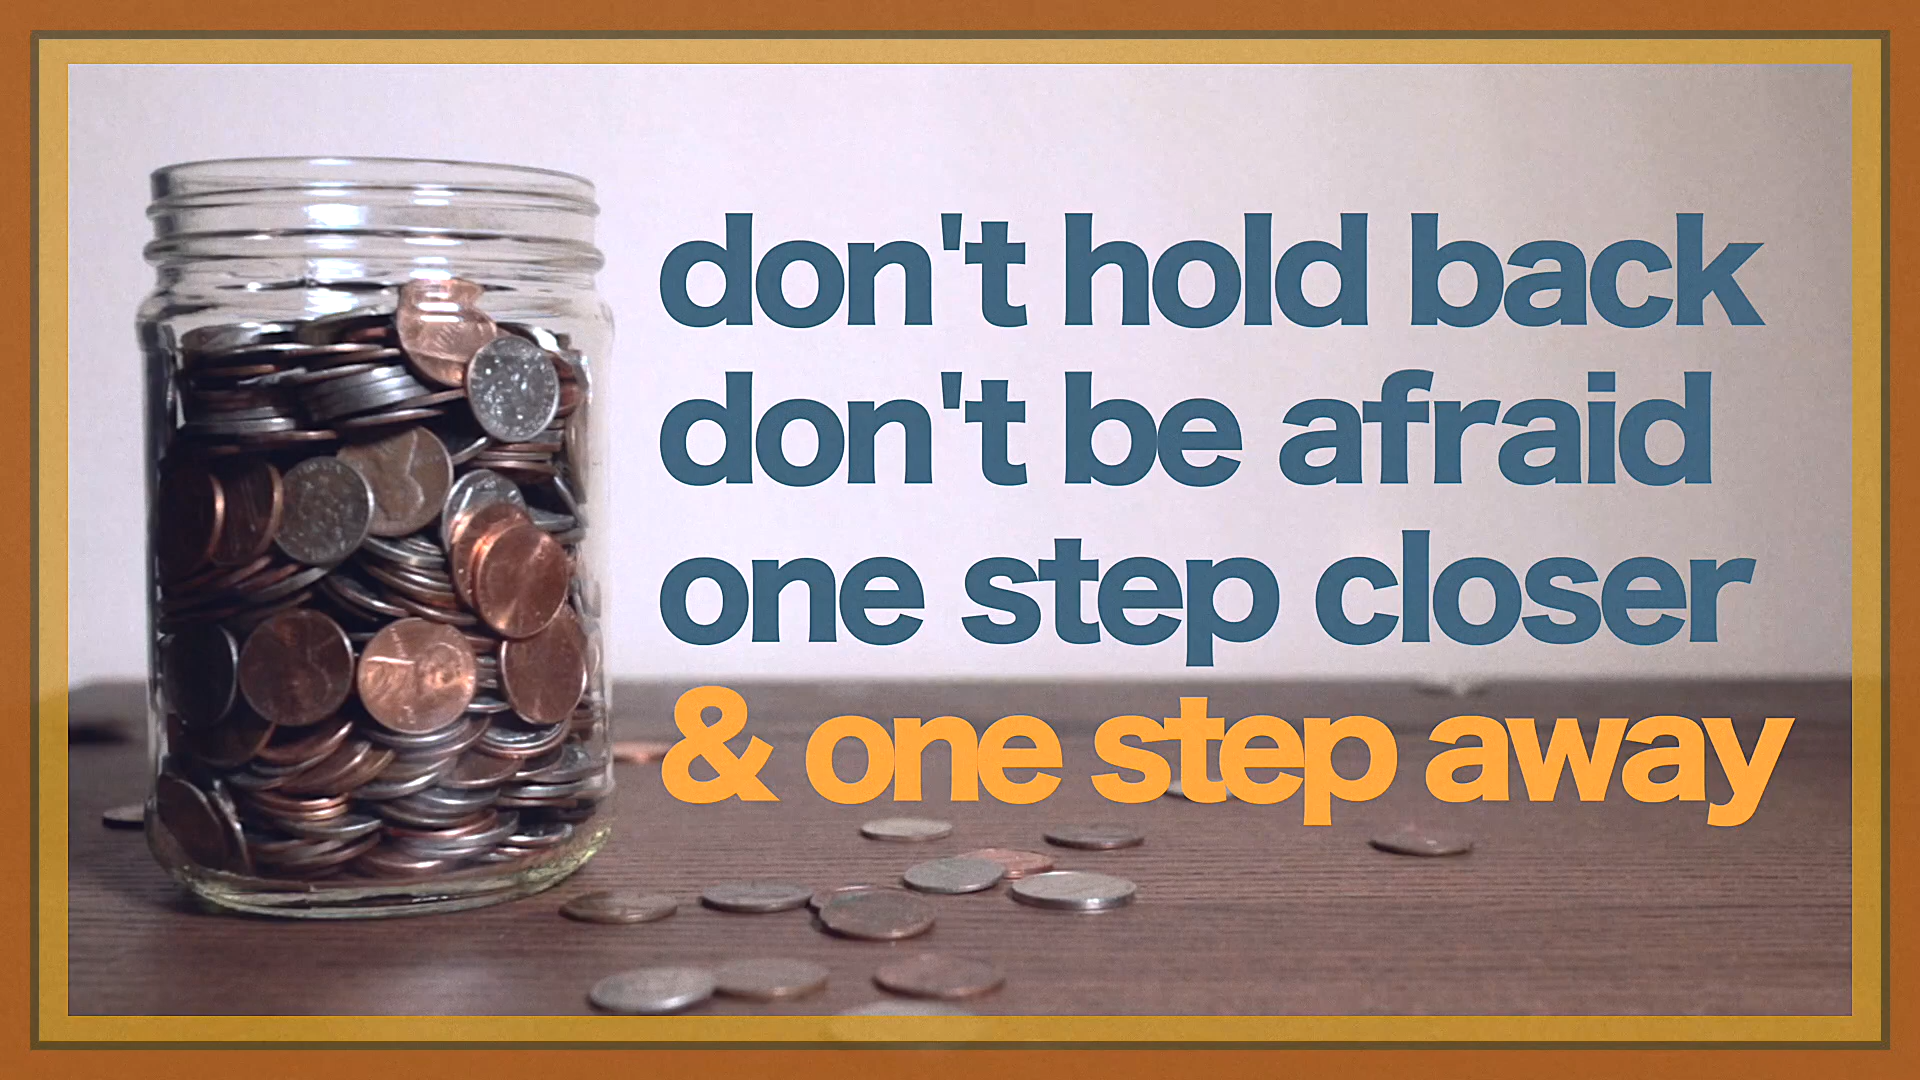 don't hold back
don't be afraid
one step closer
& one step away